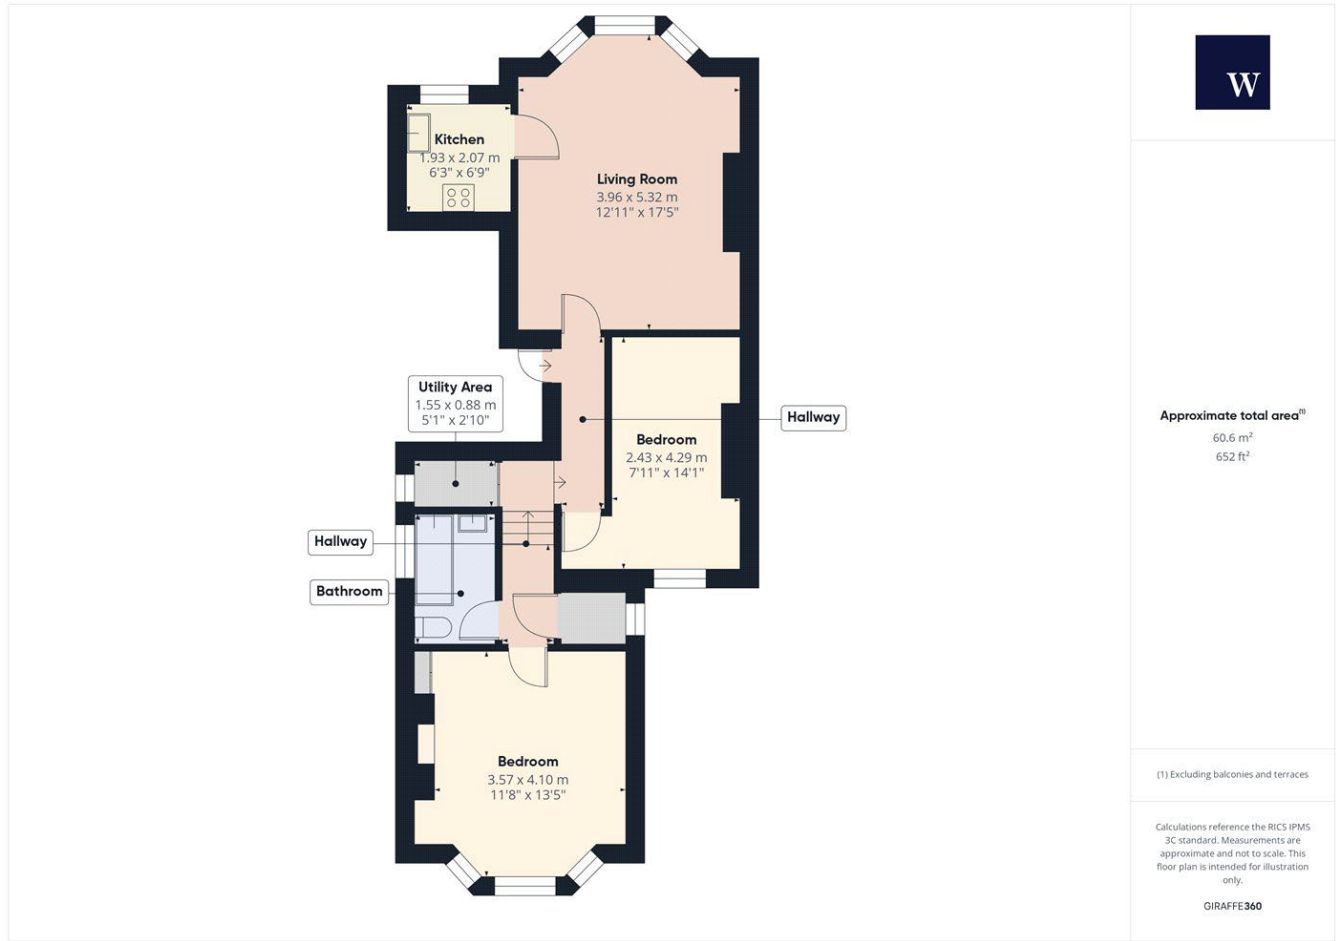 W
Kitchen
1.93 x 2.07 m
6'3" x 6'9"
Living Room
3.96 x 5.32 m
12'11" x 17'5"
Utility Area
1.55 x 0.88 m
5'1" x 2'10"
Hallway
Bedroom
2.43 x 4.29 m
7'11" x 14'1"
Hallway
Bathroom
Bedroom
3.57 x 4.10 m
11'8" x 13'5"
Approximate total area⁽¹⁾
60.6 m²
652 ft²
(1) Excluding balconies and terraces
Calculations reference the RICS IPMS
3C standard. Measurements are
approximate and not to scale. This
floor plan is intended for illustration
only.
GIRAFFE360